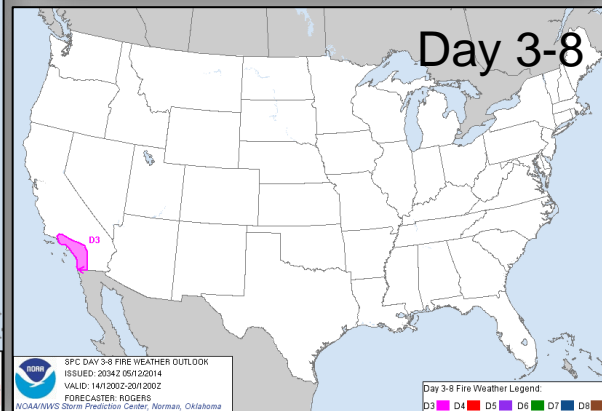 Day 3-8
D3
NOAA
SPC DAY 3-8 FIRE WEATHER OUTLOOK
ISSUED: 2034Z 05/12/2014
VALID: 14/1200Z-20/1200Z
FORECASTER: ROGERS
NOAA/NWS Storm Prediction Center, Norman, Oklahoma
Day 3-8 Fire Weather Legend:
D3 D4 D5 D6 D7 D8